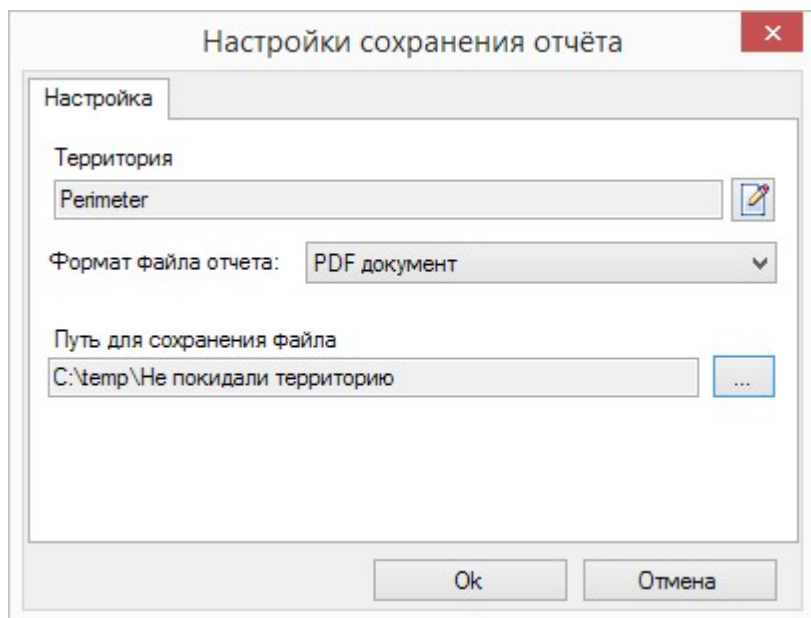 Настройки сохранения отчёта
Настройка
Территория
Perimeter
Формат файла отчета: PDF документ
Путь для сохранения файла
C:\temp\Не покидали территорию ...
Ok Отмена